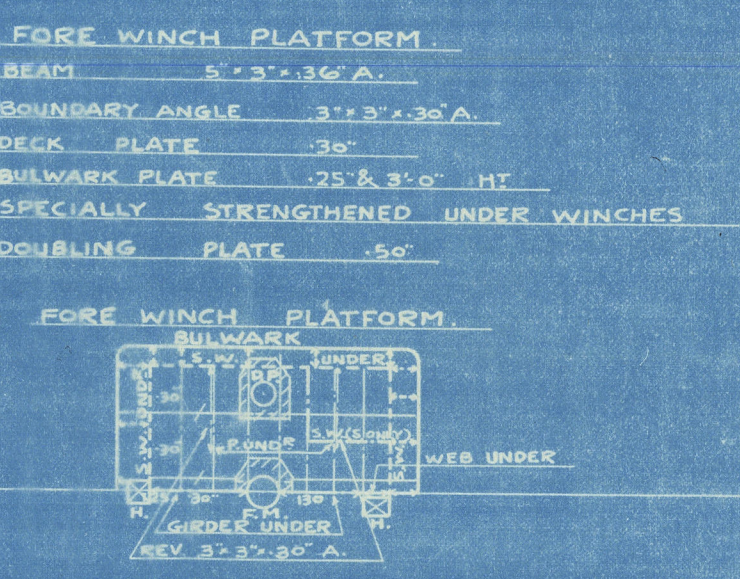 FORE WINCH PLATFORM.
BEAM 5" × 3" × .36" A.
BOUNDARY ANGLE 3" × 3" × .30" A.
DECK PLATE .30"
BULWARK PLATE .25" & 3'-0" HT
SPECIALLY STRENGTHENED UNDER WINCHES
DOUBLING PLATE .50"
FORE WINCH PLATFORM.
BULWARK
S.W. UNDER
D.P.
S.W. UNDR
.30
S.W. (S. ONLY)
.30 P. UNDR
S.W.
WEB UNDER
.30" .130
H. F.M. H.
GIRDER UNDER
REV. 3" × 3" × .30" A.